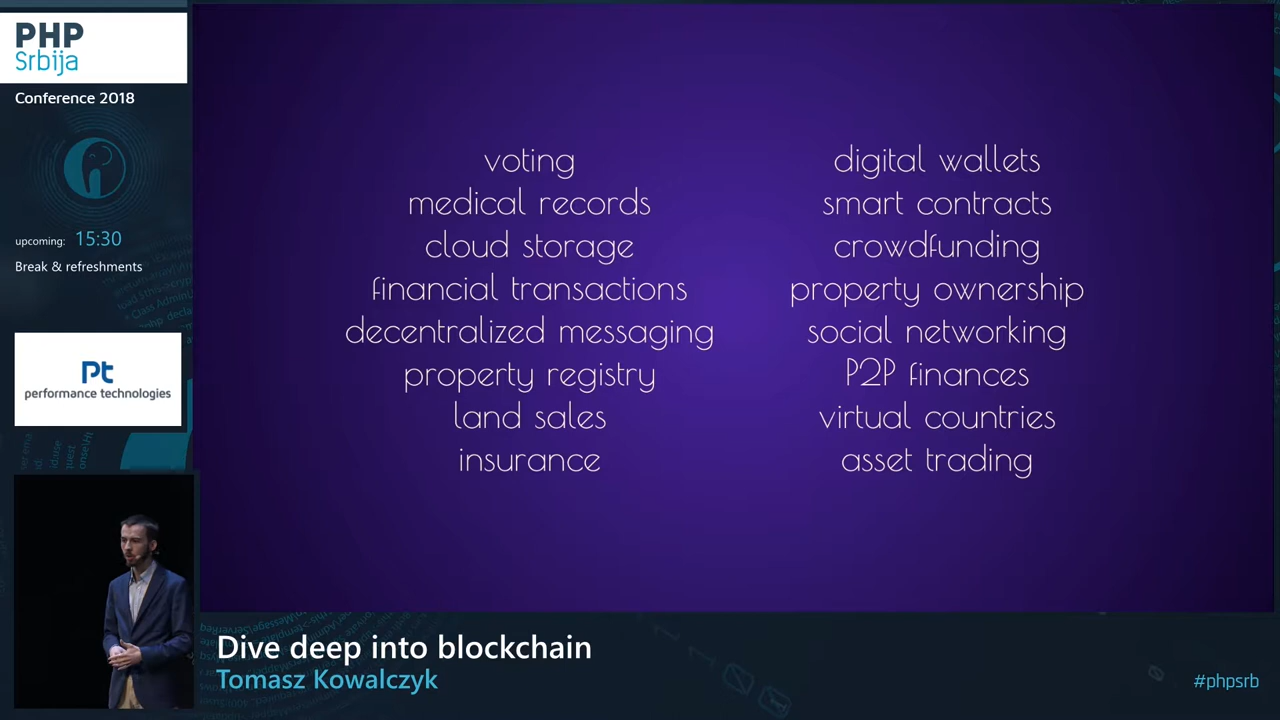 PHP
Srbija
Conference 2018
upcoming: 15:30
Break & refreshments
Pt
performance technologies
voting
medical records
cloud storage
financial transactions
decentralized messaging
property registry
land sales
insurance
digital wallets
smart contracts
crowdfunding
property ownership
social networking
P2P finances
virtual countries
asset trading
Dive deep into blockchain
Tomasz Kowalczyk
#phpsrb